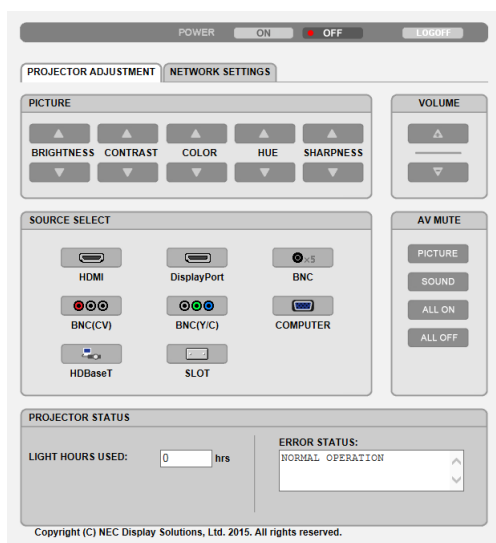 POWER ON OFF LOGOFF
PROJECTOR ADJUSTMENT NETWORK SETTINGS
PICTURE
BRIGHTNESS CONTRAST COLOR HUE SHARPNESS
VOLUME
SOURCE SELECT
×5
HDMI DisplayPort BNC
BNC(CV) BNC(Y/C) COMPUTER
HDBaseT SLOT
AV MUTE
PICTURE
SOUND
ALL ON
ALL OFF
PROJECTOR STATUS
LIGHT HOURS USED: 0 hrs
ERROR STATUS:
NORMAL OPERATION
Copyright (C) NEC Display Solutions, Ltd. 2015. All rights reserved.